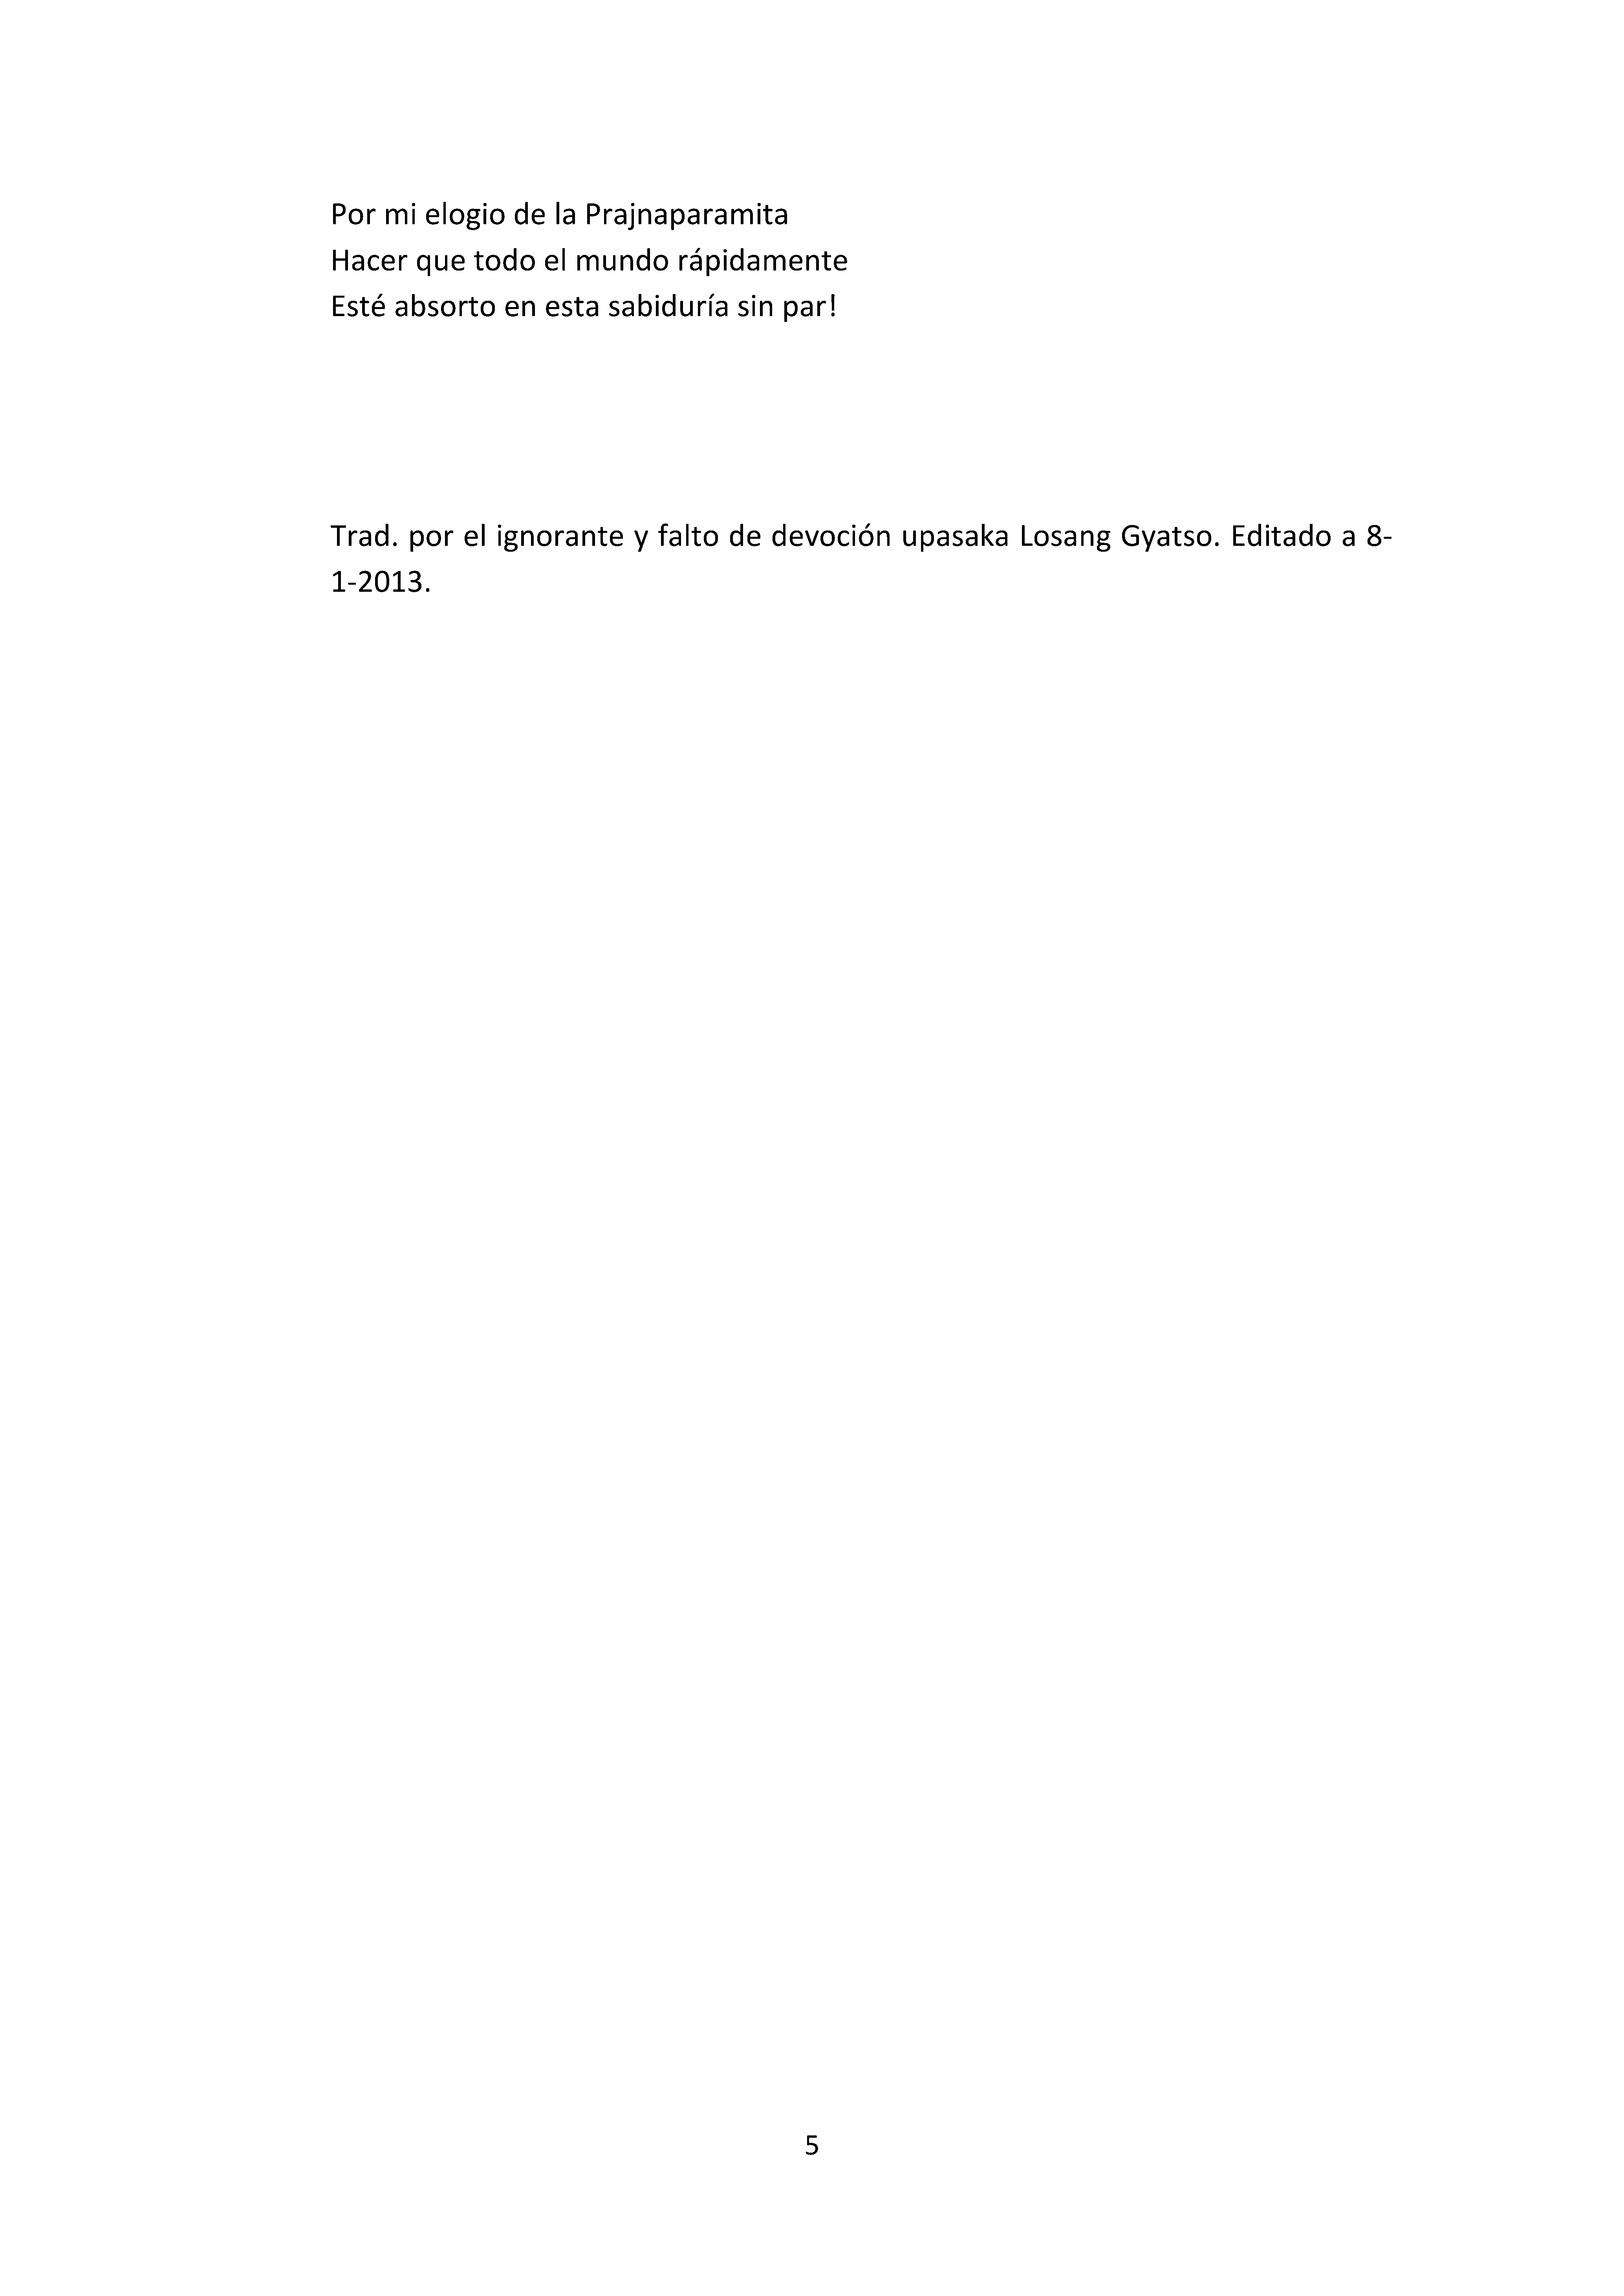 Por mi elogio de la Prajnaparamita
Hacer que todo el mundo rápidamente
Esté absorto en esta sabiduría sin par!
Trad. por el ignorante y falto de devoción upasaka Losang Gyatso. Editado a 8-
1-2013.
5